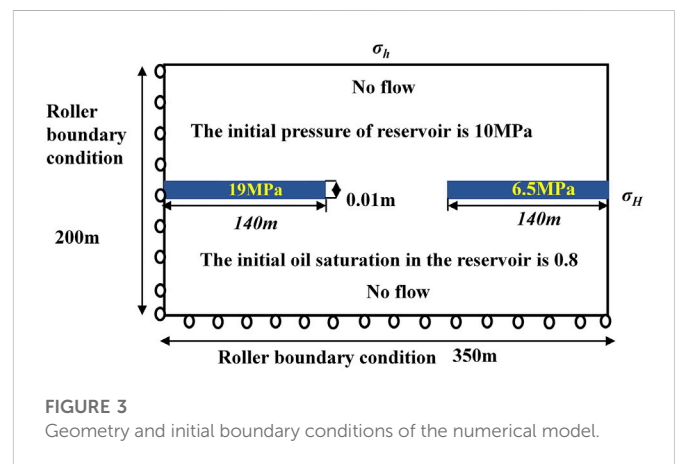 σh
No flow
Roller
boundary
condition
The initial pressure of reservoir is 10MPa
19MPa
6.5MPa
0.01m
σH
140m
140m
200m
The initial oil saturation in the reservoir is 0.8
No flow
Roller boundary condition 350m
FIGURE 3
Geometry and initial boundary conditions of the numerical model.